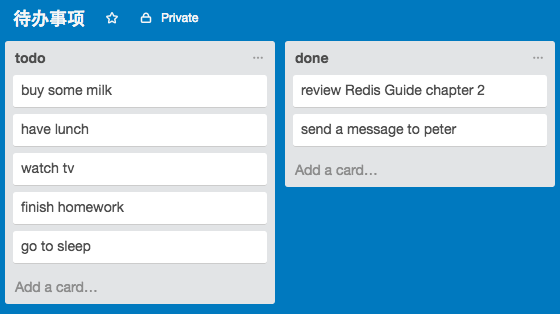 待办事项 Private
todo
buy some milk
have lunch
watch tv
finish homework
go to sleep
Add a card…
done
review Redis Guide chapter 2
send a message to peter
Add a card…